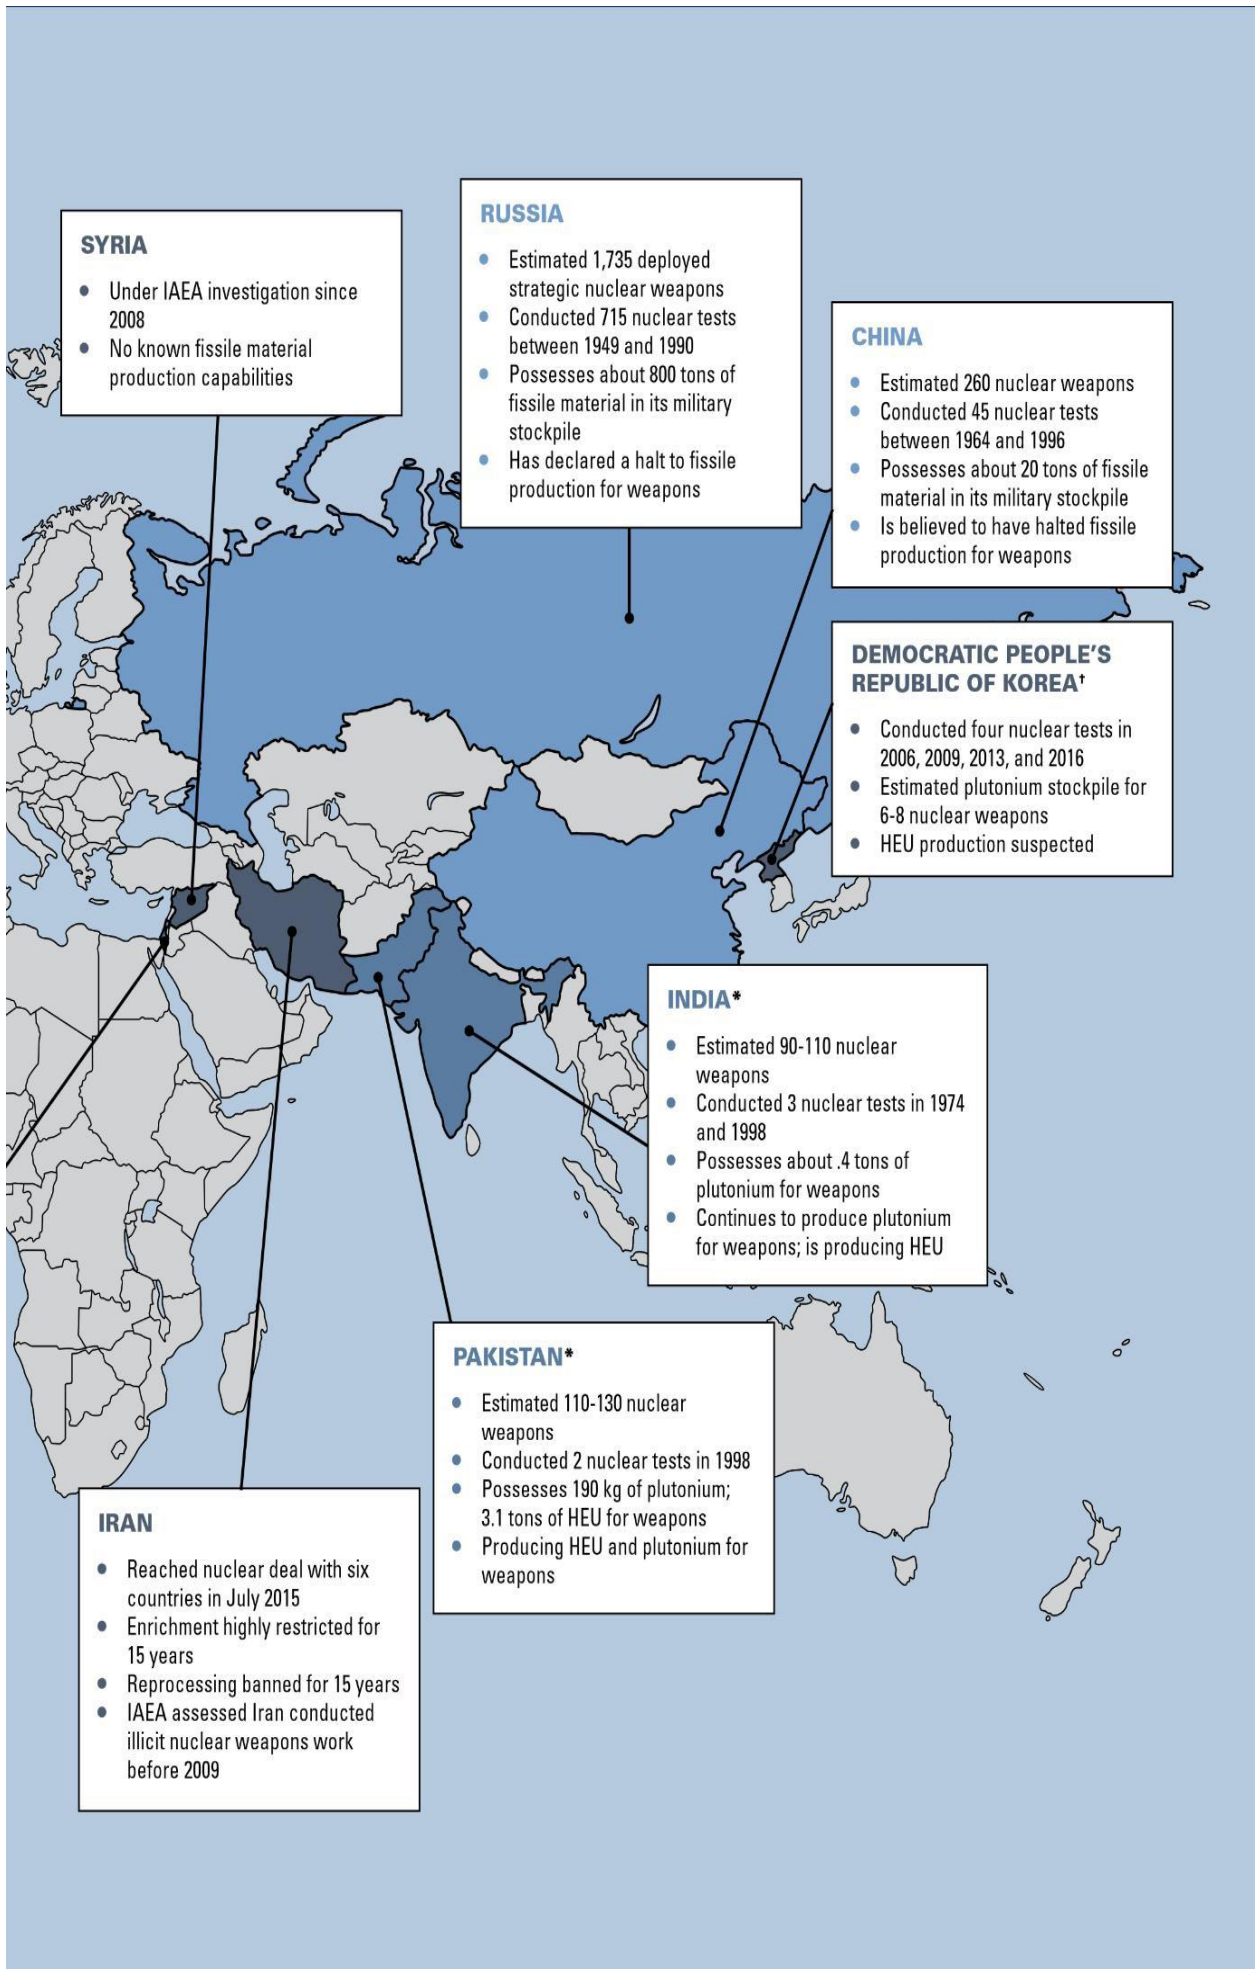 SYRIA
• Under IAEA investigation since
2008
• No known fissile material
production capabilities
RUSSIA
• Estimated 1,735 deployed
strategic nuclear weapons
• Conducted 715 nuclear tests
between 1949 and 1990
• Possesses about 800 tons of
fissile material in its military
stockpile
• Has declared a halt to fissile
production for weapons
CHINA
• Estimated 260 nuclear weapons
• Conducted 45 nuclear tests
between 1964 and 1996
• Possesses about 20 tons of fissile
material in its military stockpile
• Is believed to have halted fissile
production for weapons
DEMOCRATIC PEOPLE'S
REPUBLIC OF KOREA†
• Conducted four nuclear tests in
2006, 2009, 2013, and 2016
• Estimated plutonium stockpile for
6-8 nuclear weapons
• HEU production suspected
INDIA*
• Estimated 90-110 nuclear
weapons
• Conducted 3 nuclear tests in 1974
and 1998
• Possesses about .4 tons of
plutonium for weapons
• Continues to produce plutonium
for weapons; is producing HEU
PAKISTAN*
• Estimated 110-130 nuclear
weapons
• Conducted 2 nuclear tests in 1998
• Possesses 190 kg of plutonium;
3.1 tons of HEU for weapons
• Producing HEU and plutonium for
weapons
IRAN
• Reached nuclear deal with six
countries in July 2015
• Enrichment highly restricted for
15 years
• Reprocessing banned for 15 years
• IAEA assessed Iran conducted
illicit nuclear weapons work
before 2009